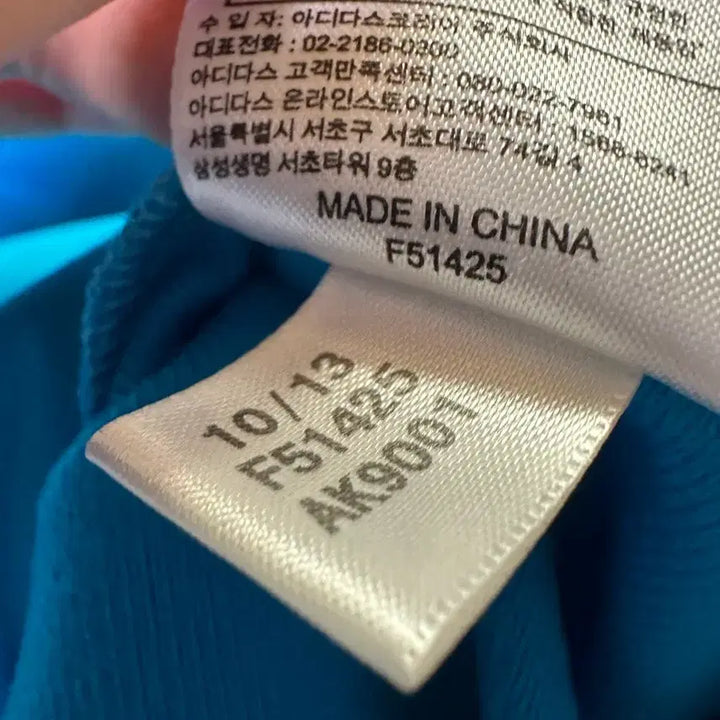 수 입 자 : 아디다스코리아 주식회사
대표전화 : 02-2186-0300
아디다스 고객만족센터 : 080-022-7981
아디다스 온라인스토어고객센터 : 1588-8241
서울특별시 서초구 서초대로 74길 4
삼성생명 서초타워 9층
MADE IN CHINA
F51425
10/13
F51425
AK9001